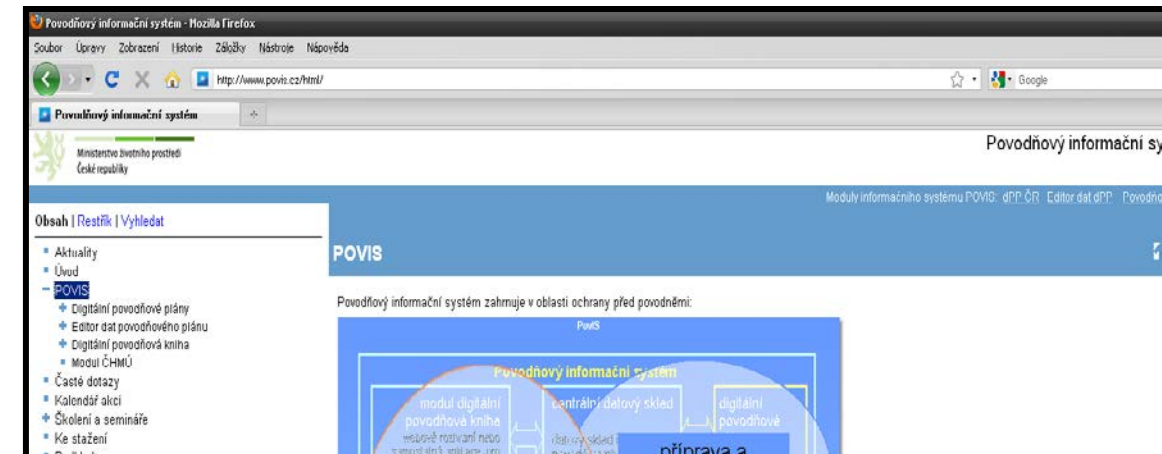 Povodňový informační systém - Mozilla Firefox
Soubor Úpravy Zobrazení Historie Záložky Nástroje Nápověda
http://www.povis.cz/html/
Google
Povodňový informační systém
Ministerstvo životního prostředí
České republiky
Povodňový informační sy
Moduly informačního systému POVIS: dPP ČR Editor dat dPP Povodňo
Obsah | Restřík | Vyhledat
POVIS
Aktuality
Úvod
POVIS
Digitální povodňové plány
Editor dat povodňového plánu
Digitální povodňová kniha
Modul ČHMÚ
Časté dotazy
Kalendář akcí
Školení a semináře
Ke stažení
Povodňový informační systém zahrnuje v oblasti ochrany před povodněmi:
PovIS
Povodňový informační systém
modul digitální
povodňová kniha
centrální datový sklad
digitální
povodňové
datový sklad
příprava a